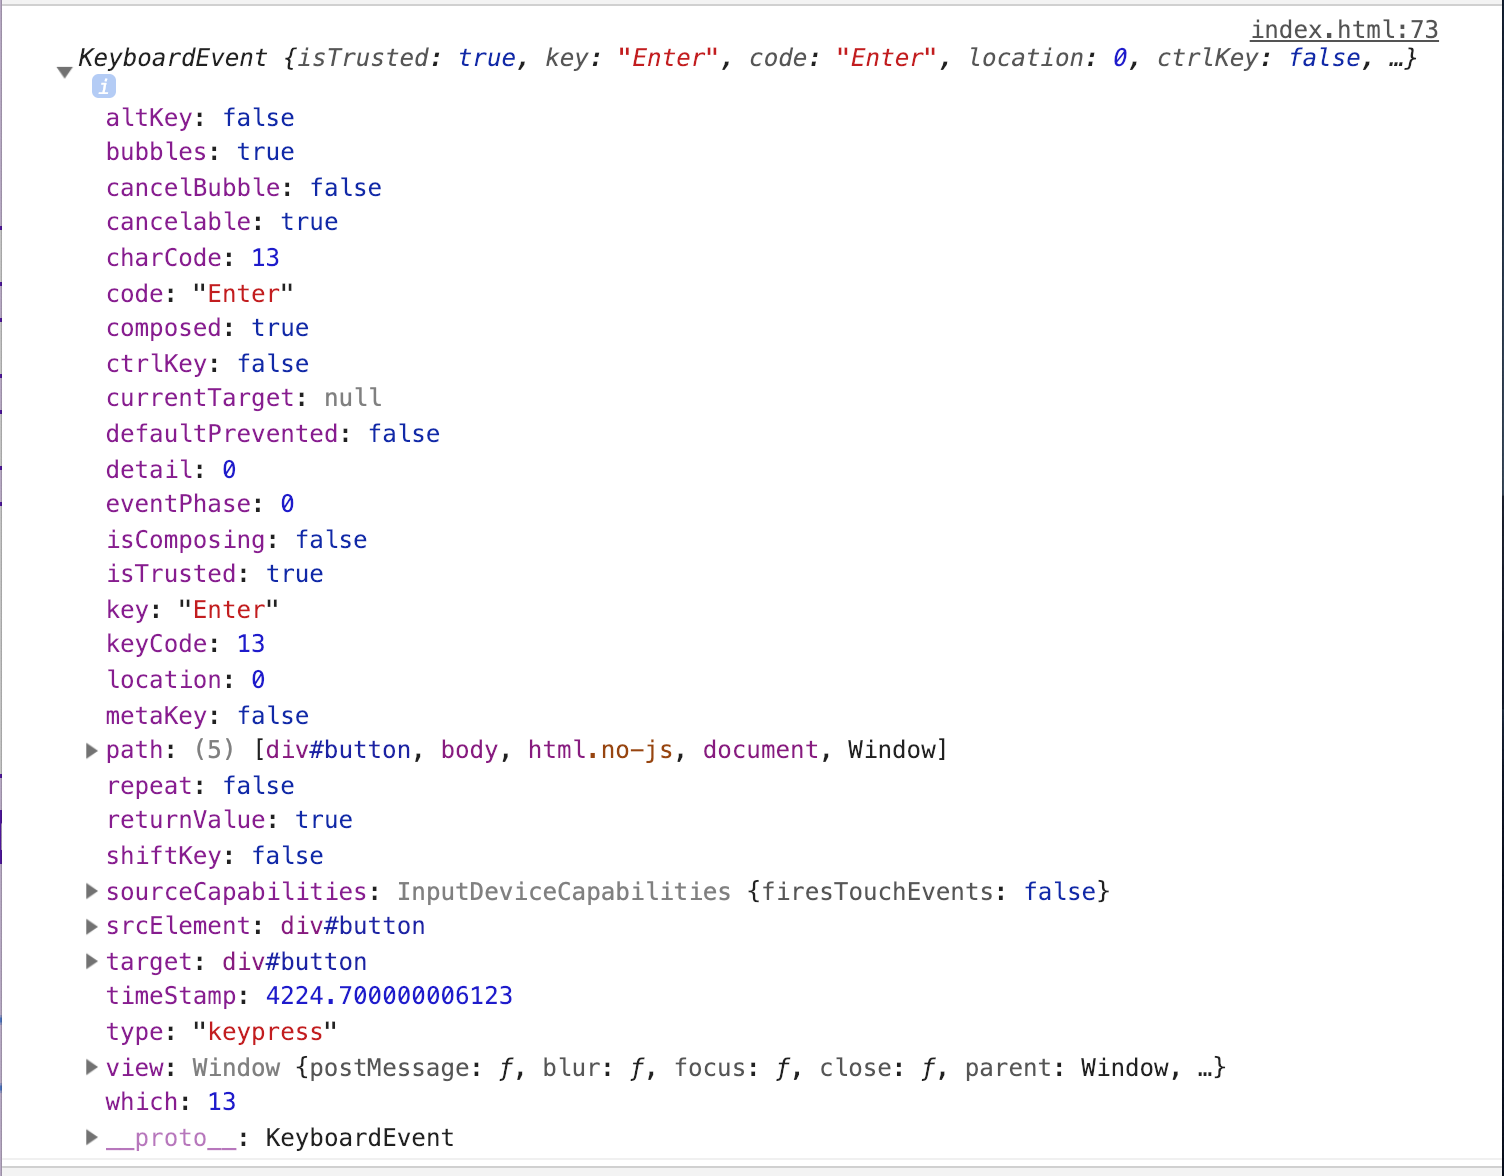 index.html:73
KeyboardEvent {isTrusted: true, key: "Enter", code: "Enter", location: 0, ctrlKey: false, …}
i
altKey: false
bubbles: true
cancelBubble: false
cancelable: true
charCode: 13
code: "Enter"
composed: true
ctrlKey: false
currentTarget: null
defaultPrevented: false
detail: 0
eventPhase: 0
isComposing: false
isTrusted: true
key: "Enter"
keyCode: 13
location: 0
metaKey: false
path: (5) [div#button, body, html.no-js, document, Window]
repeat: false
returnValue: true
shiftKey: false
sourceCapabilities: InputDeviceCapabilities {firesTouchEvents: false}
srcElement: div#button
target: div#button
timeStamp: 4224.700000006123
type: "keypress"
view: Window {postMessage: ƒ, blur: ƒ, focus: ƒ, close: ƒ, parent: Window, …}
which: 13
__proto__: KeyboardEvent